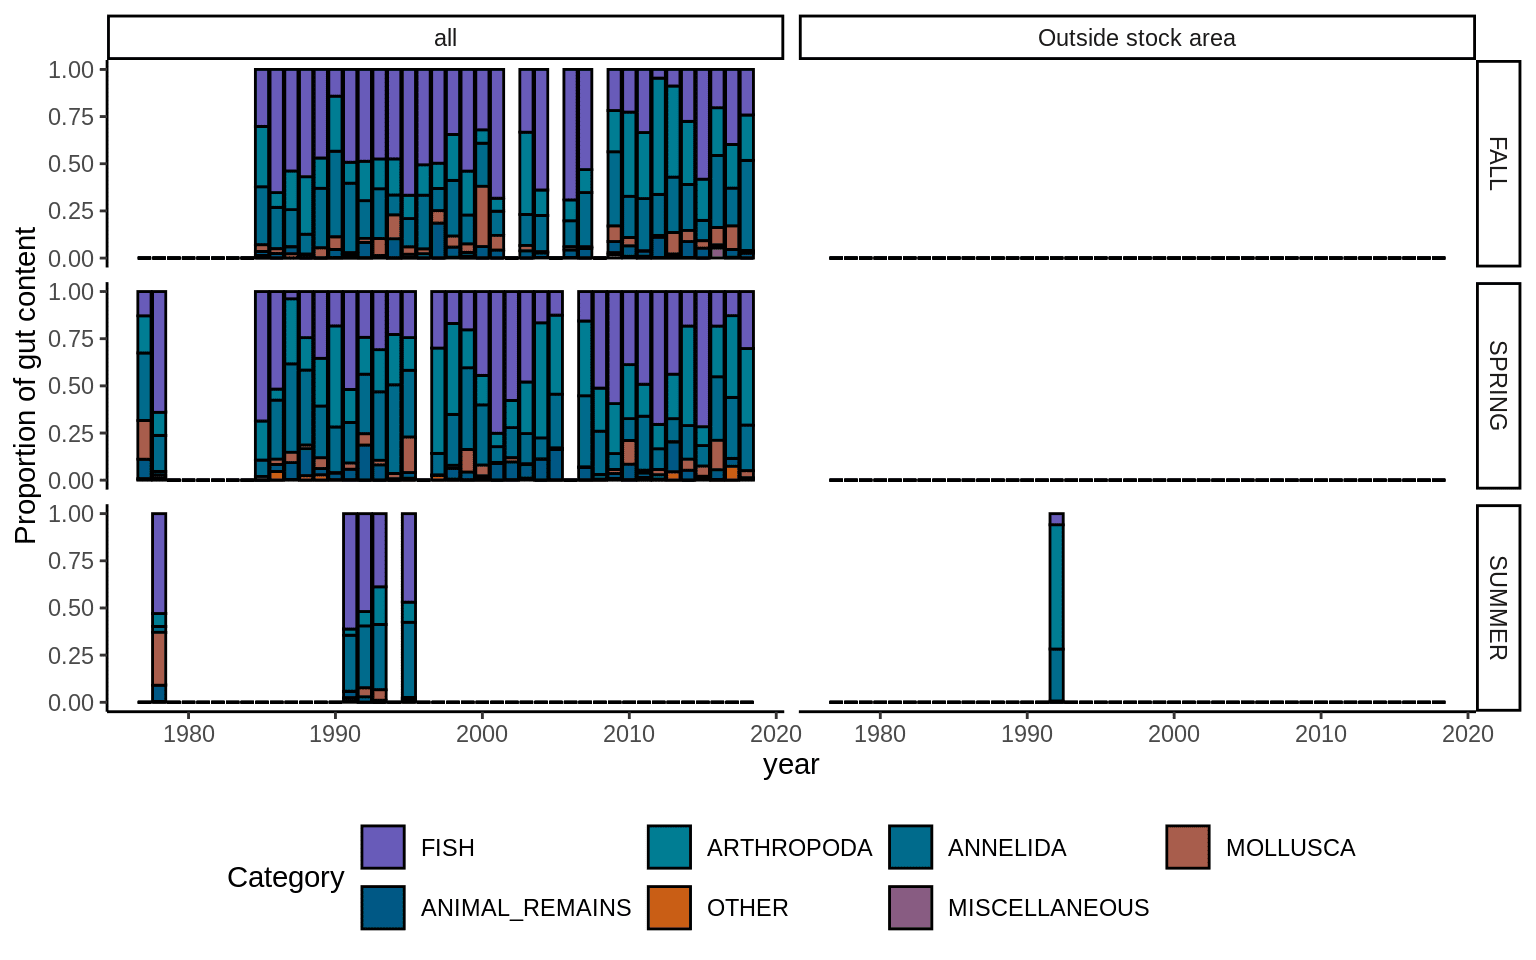 all
Outside stock area
Proportion of gut content
1.00
0.75
0.50
0.25
0.00
FALL
1.00
0.75
0.50
0.25
0.00
SPRING
1.00
0.75
0.50
0.25
0.00
SUMMER
1980 1990 2000 2010 2020 1980 1990 2000 2010 2020
year
Category
FISH ARTHROPODA ANNELIDA MOLLUSCA
ANIMAL_REMAINS OTHER MISCELLANEOUS